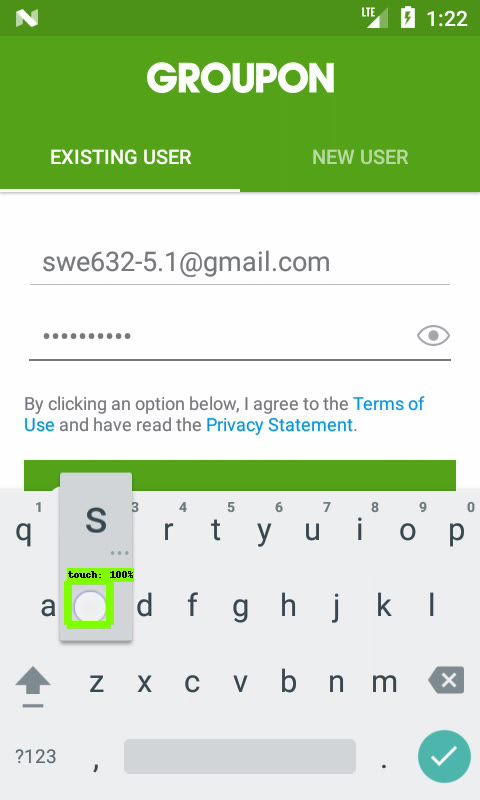 LTE 1:22
GROUPON
EXISTING USER NEW USER
swe632-5.1@gmail.com
••••••••••
By clicking an option below, I agree to the Terms of
Use and have read the Privacy Statement.
1 3 4 5 6 7 8 9 0
q s r t y u i o p
...
touch: 100%
a d f g h j k l
z x c v b n m
?123 , .